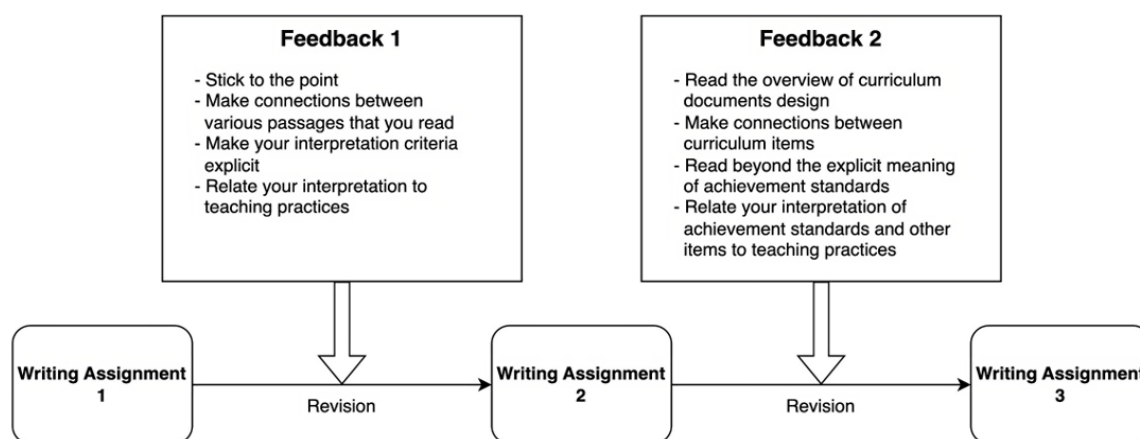 Feedback 1
- Stick to the point
- Make connections between
various passages that you read
- Make your interpretation criteria
explicit
- Relate your interpretation to
teaching practices
Feedback 2
- Read the overview of curriculum
documents design
- Make connections between
curriculum items
- Read beyond the explicit meaning
of achievement standards
- Relate your interpretation of
achievement standards and other
items to teaching practices
Writing Assignment
1
Revision
Writing Assignment
2
Revision
Writing Assignment
3